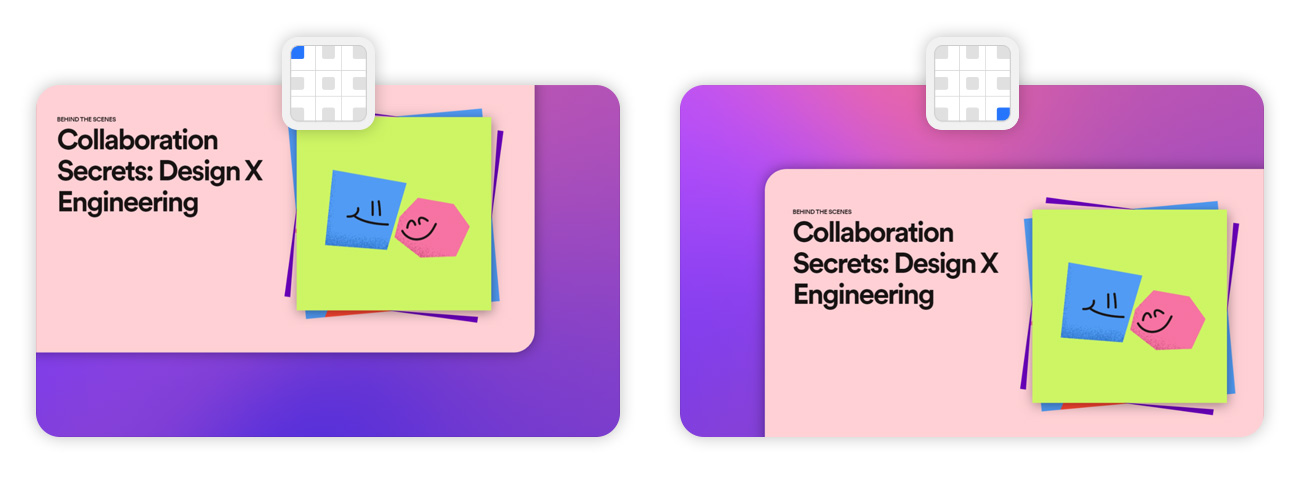 BEHIND THE SCENES
Collaboration
Secrets: Design X
Engineering
BEHIND THE SCENES
Collaboration
Secrets: Design X
Engineering